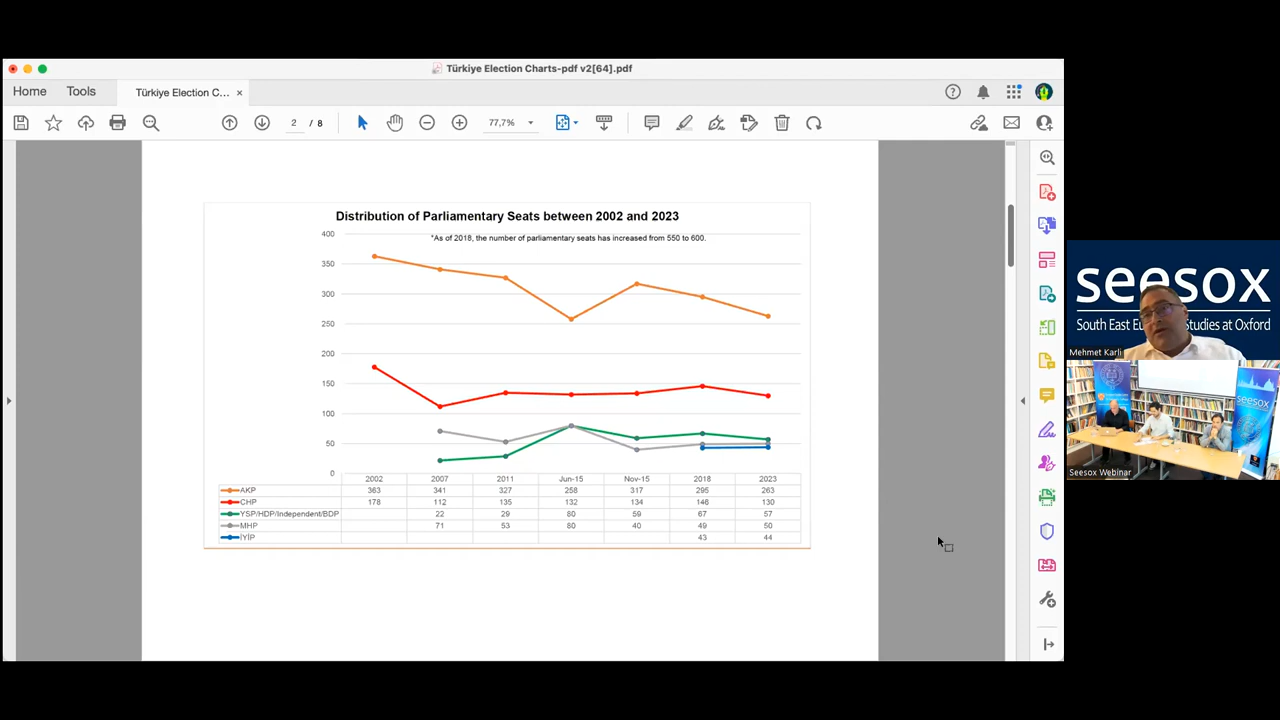 Türkiye Election Charts-pdf v2[64].pdf
Home Tools Türkiye Election C... ×
2 / 8 77,7%
Distribution of Parliamentary Seats between 2002 and 2023
*As of 2018, the number of parliamentary seats has increased from 550 to 600.
400
350
300
250
200
150
100
50
0
2002 2007 2011 Jun-15 Nov-15 2018 2023
AKP 363 341 327 258 317 295 263
CHP 178 112 135 132 134 146 130
YSP/HDP/Independent/BDP 22 29 80 59 67 57
MHP 71 53 80 40 49 50
İYİP 43 44
seesox
South East Eu Studies at Oxford
Mehmet Karli
seesox
Seesox Webinar